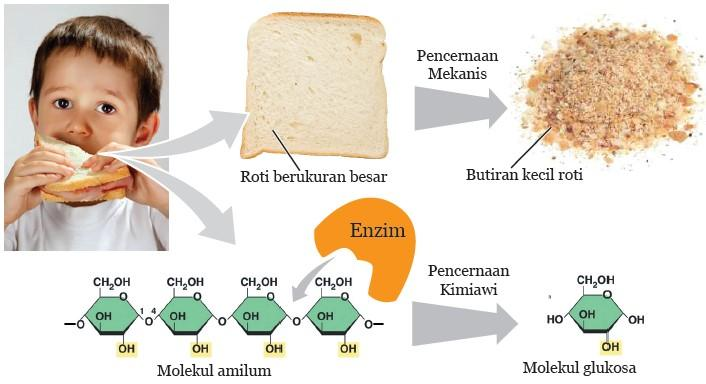 Pencernaan
Mekanis
Roti berukuran besar
Butiran kecil roti
Enzim
Pencernaan
Kimiawi
CH2OH
CH2OH
CH2OH
CH2OH
O
O
O
O
1
4
O
OH
O
OH
O
OH
O
OH
O
OH
OH
OH
OH
Molekul amilum
CH2OH
O
HO
OH
OH
OH
Molekul glukosa